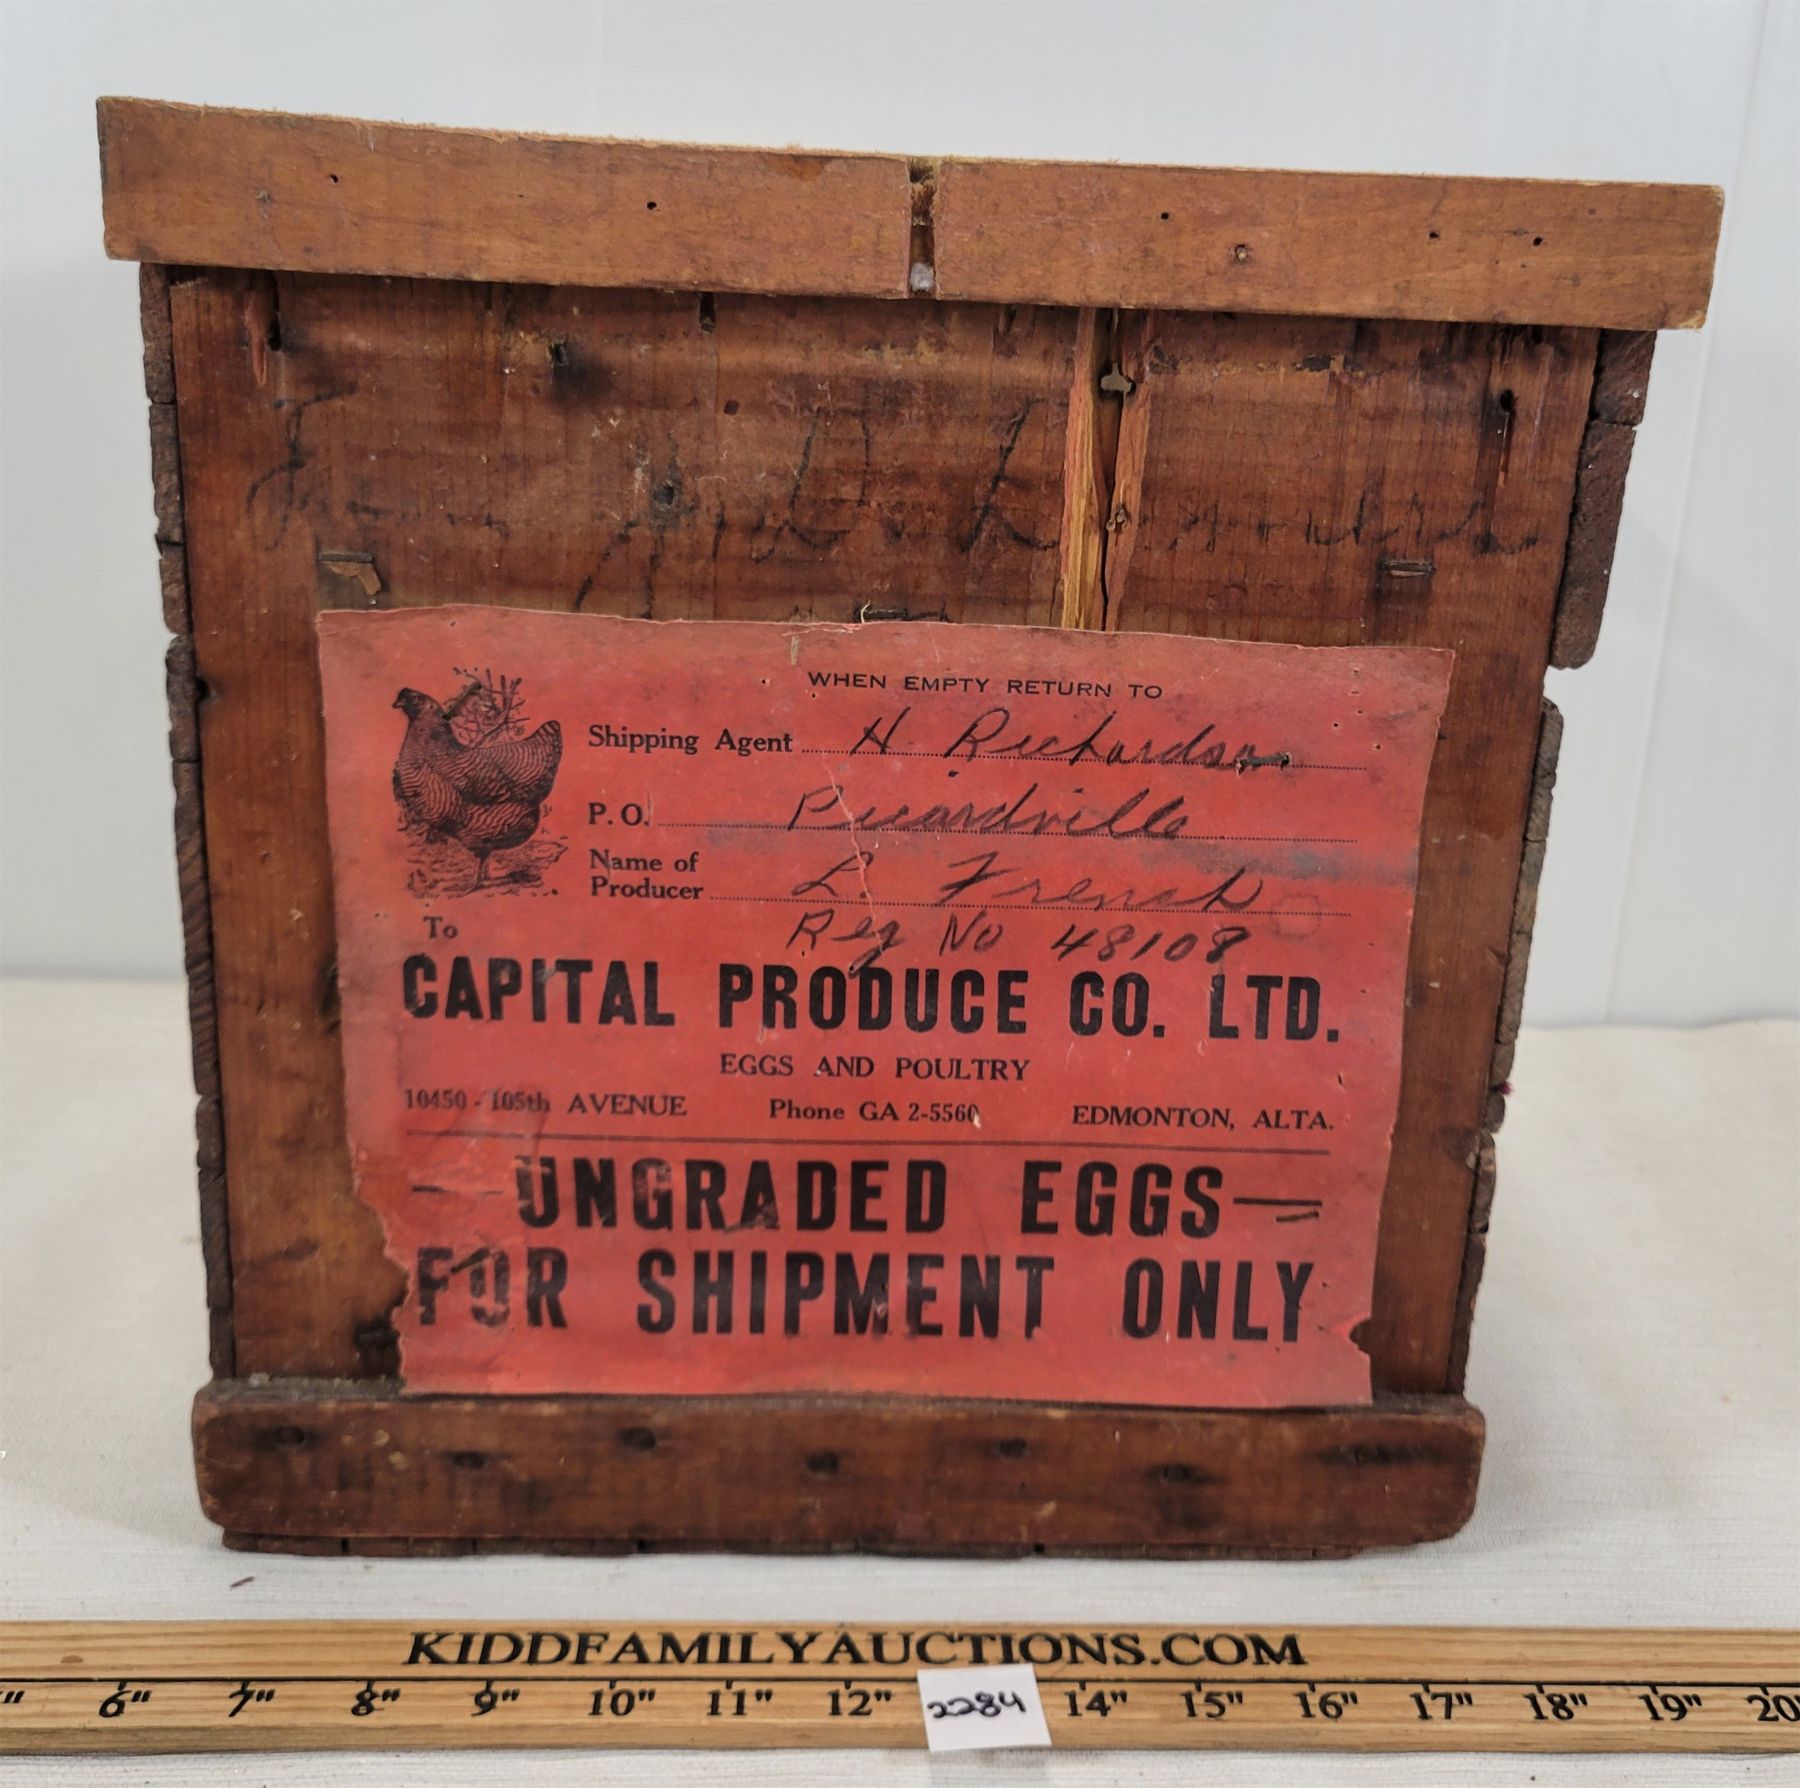 WHEN EMPTY RETURN TO
Shipping Agent H Richardson
P.O. Picardville
Name of
Producer L. French
Reg No 48108
To
CAPITAL PRODUCE CO. LTD.
EGGS AND POULTRY
10450 - 105th AVENUE Phone GA 2-5560 EDMONTON, ALTA.
— UNGRADED EGGS —
FOR SHIPMENT ONLY
KIDDFAMILYAUCTIONS.COM
6" 7" 8" 9" 10" 11" 12" 2284 14" 15" 16" 17" 18" 19" 20